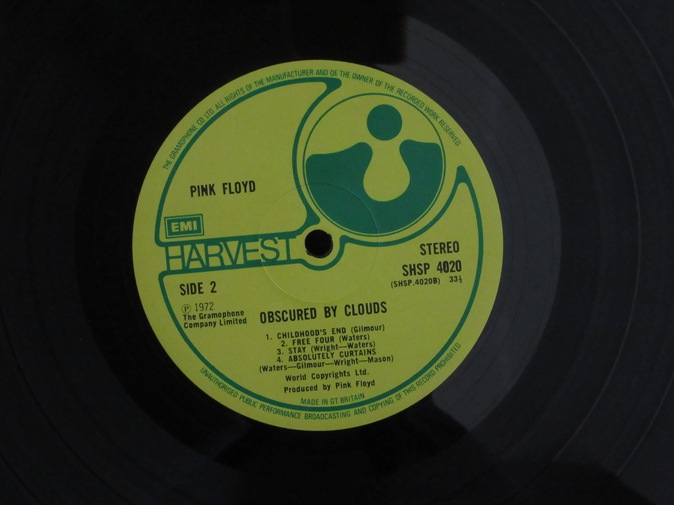 THE GRAMOPHONE CO LTD. ALL RIGHTS OF THE MANUFACTURER AND OF THE OWNER OF THE RECORDED WORK RESERVED.
PINK FLOYD
EMI
HARVEST
STEREO
SHSP 4020
(SHSP.4020B) 33⅓
SIDE 2
Ⓟ 1972
The Gramophone
Company Limited
OBSCURED BY CLOUDS
1. CHILDHOOD'S END (Gilmour)
2. FREE FOUR (Waters)
3. STAY (Wright—Waters)
4. ABSOLUTELY CURTAINS
(Waters—Gilmour—Wright—Mason)
World Copyrights Ltd.
Produced by Pink Floyd
MADE IN GT BRITAIN
UNAUTHORISED PUBLIC PERFORMANCE BROADCASTING AND COPYING OF THIS RECORD PROHIBITED